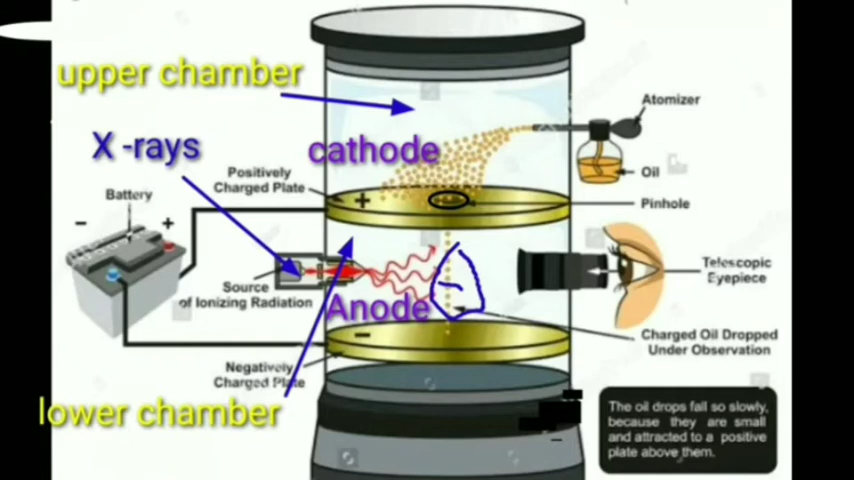 upper chamber
X -rays
cathode
Atomizer
Oil
Pinhole
Positively
Charged Plate
Battery
-
+
+
Source
of Ionizing Radiation
Anode
Telescopic
Eyepiece
Charged Oil Dropped
Under Observation
-
Negatively
Charged Plate
lower chamber
The oil drops fall so slowly,
because they are small
and attracted to a positive
plate above them.